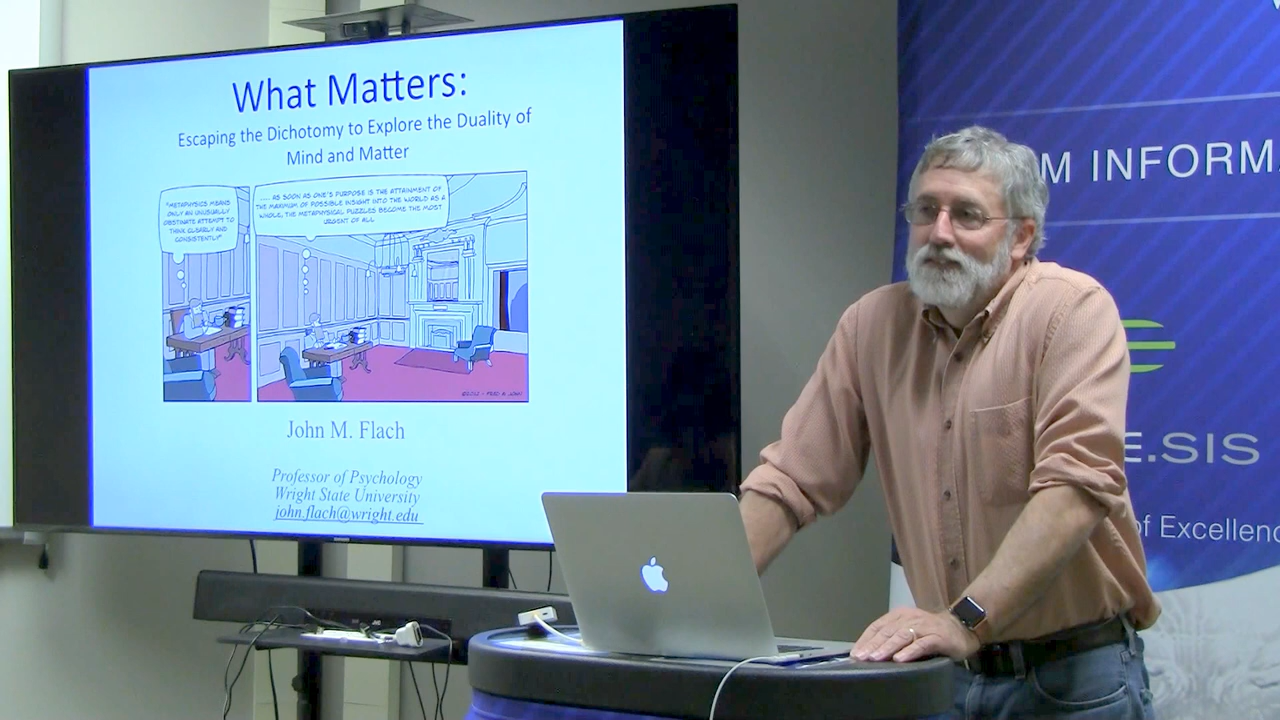 What Matters:
Escaping the Dichotomy to Explore the Duality of
Mind and Matter
"METAPHYSICS MEANS
ONLY AN UNUSUALLY
OBSTINATE ATTEMPT TO
THINK CLEARLY AND
CONSISTENTLY"
.... AS SOON AS ONE'S PURPOSE IS THE ATTAINMENT OF
THE MAXIMUM OF POSSIBLE INSIGHT INTO THE WORLD AS A
WHOLE, THE METAPHYSICAL PUZZLES BECOME THE MOST
URGENT OF ALL
John M. Flach
Professor of Psychology
Wright State University
john.flach@wright.edu
M INFORMA
E.SIS
of Excellenc